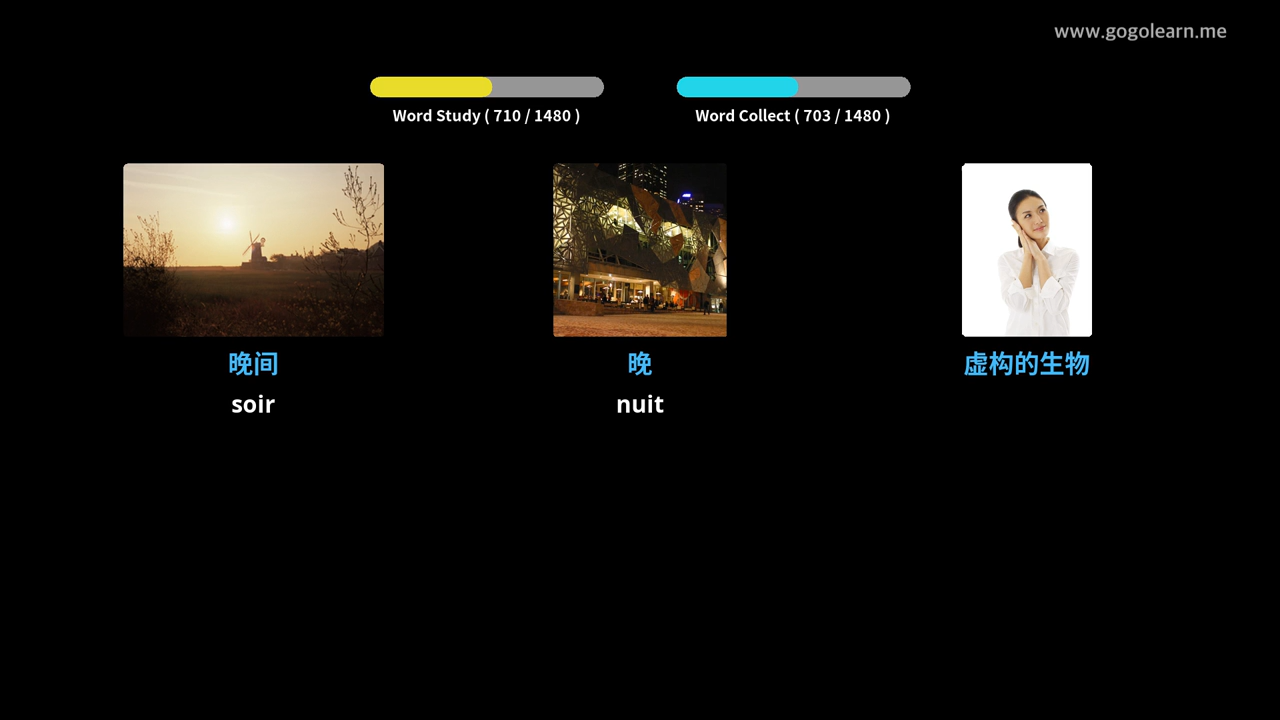 www.gogolearn.me
Word Study ( 710 / 1480 )
Word Collect ( 703 / 1480 )
晚间
晚
虚构的生物
soir
nuit